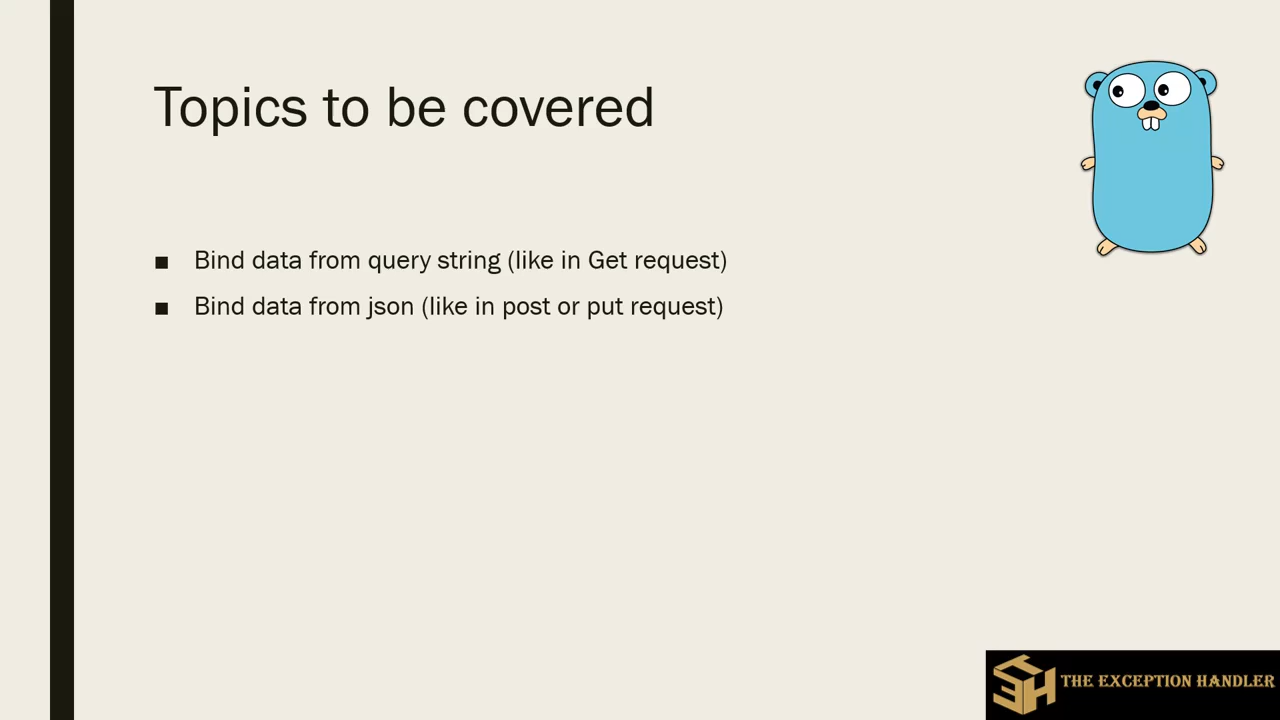 Topics to be covered
■ Bind data from query string (like in Get request)
■ Bind data from json (like in post or put request)
TEH THE EXCEPTION HANDLER